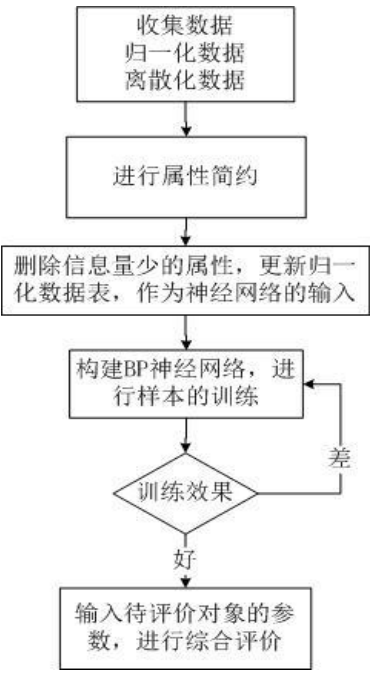 收集数据
归一化数据
离散化数据
进行属性简约
删除信息量少的属性，更新归一
化数据表，作为神经网络的输入
构建BP神经网络，进
行样本的训练
差
训练效果
好
输入待评价对象的参
数，进行综合评价